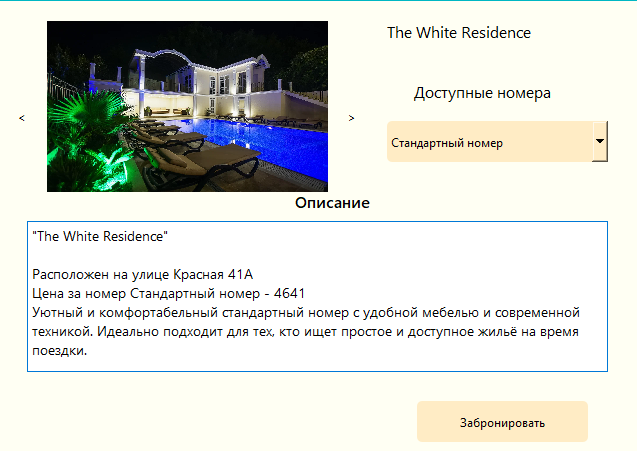 The White Residence
Доступные номера
<
>
Стандартный номер
Описание
"The White Residence"
Расположен на улице Красная 41А
Цена за номер Стандартный номер - 4641
Уютный и комфортабельный стандартный номер с удобной мебелью и современной
техникой. Идеально подходит для тех, кто ищет простое и доступное жильё на время
поездки.
Забронировать